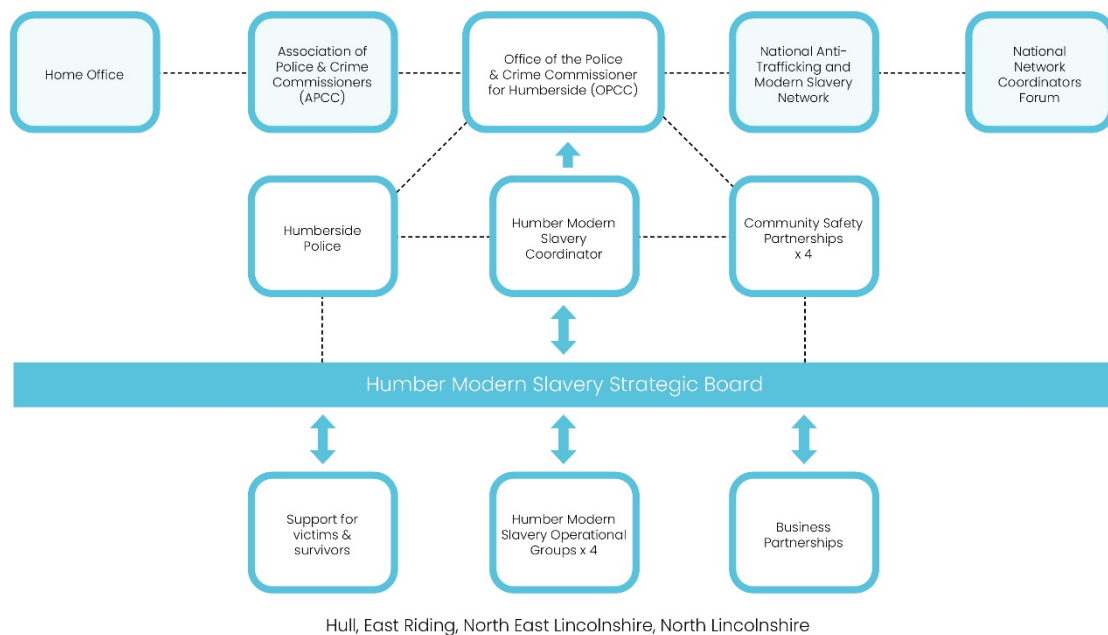 Home Office
Association of
Police & Crime
Commissioners
(APCC)
Office of the Police
& Crime Commissioner
for Humberside (OPCC)
National Anti-
Trafficking and
Modern Slavery
Network
National
Network
Coordinators
Forum
Humberside
Police
Humber Modern
Slavery
Coordinator
Community Safety
Partnerships
x 4
Humber Modern Slavery Strategic Board
Support for
victims &
survivors
Humber Modern
Slavery Operational
Groups x 4
Business
Partnerships
Hull, East Riding, North East Lincolnshire, North Lincolnshire